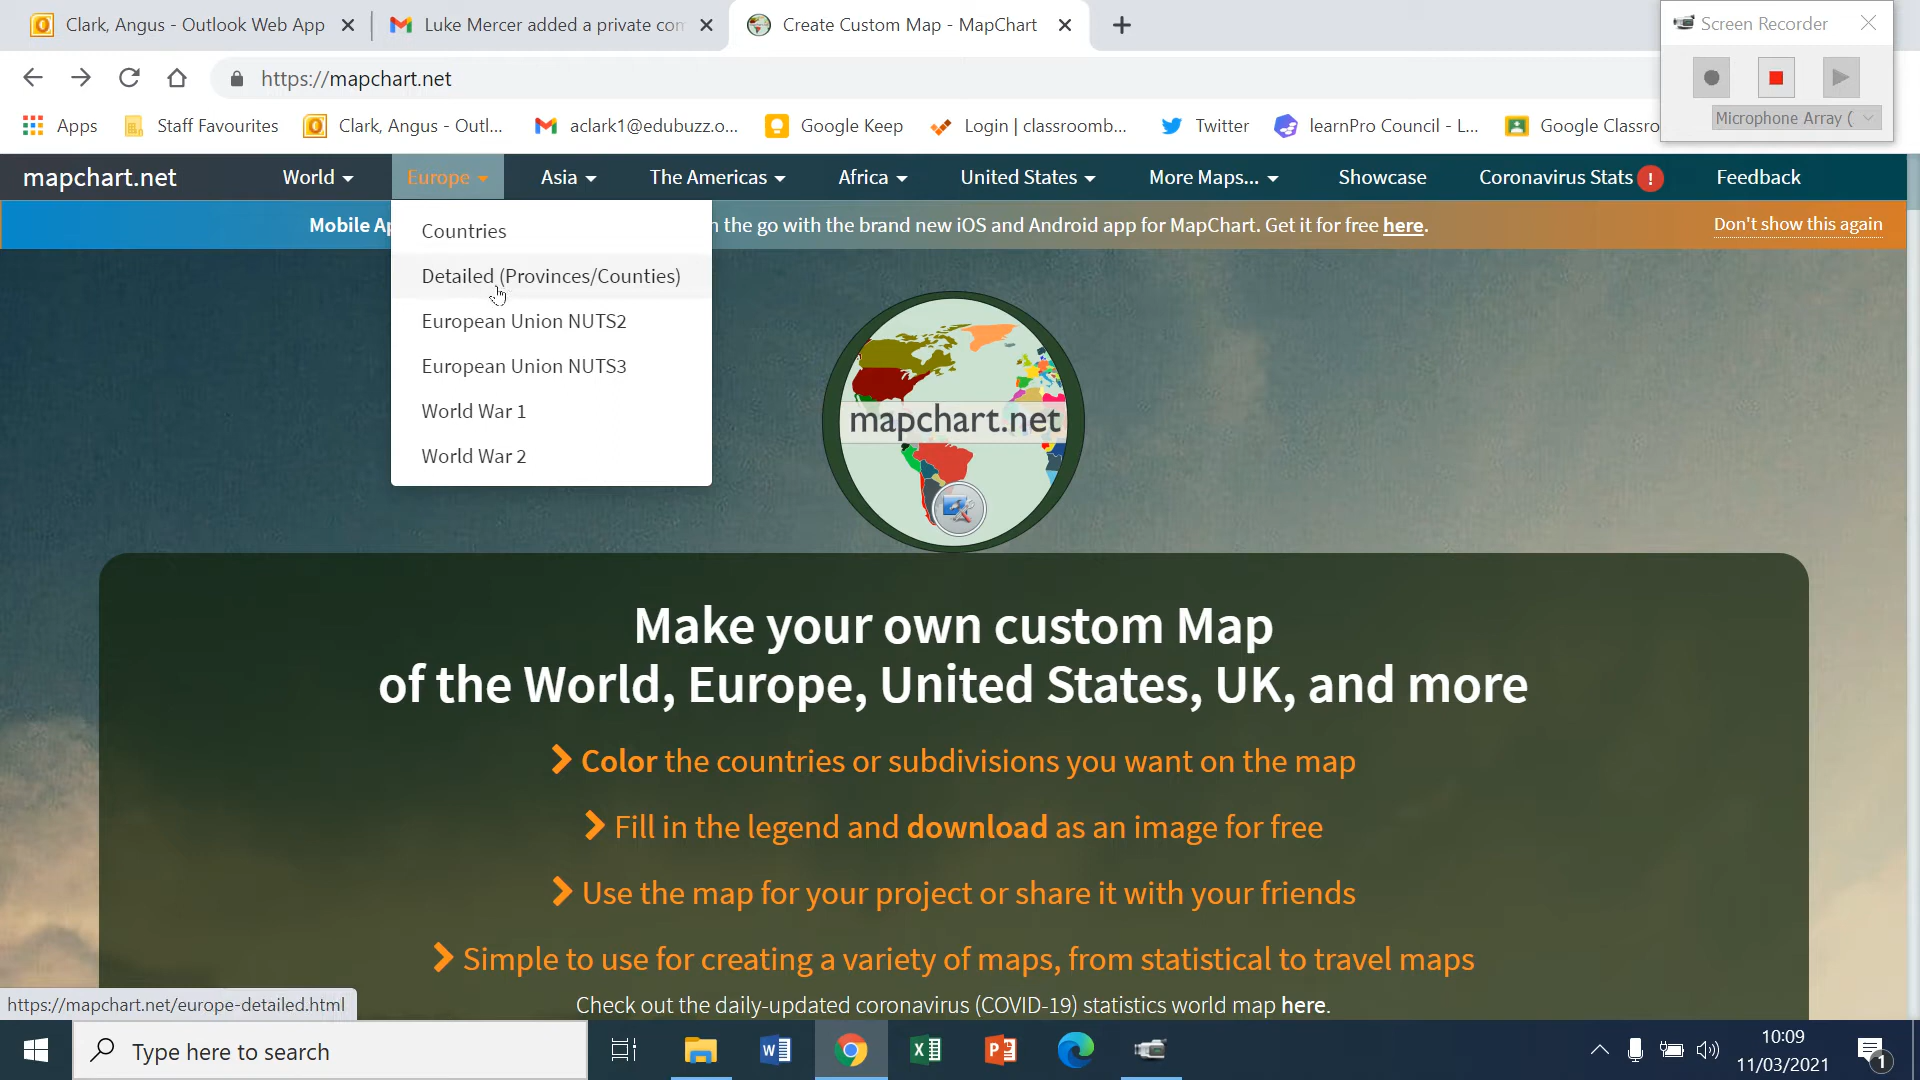 Clark, Angus - Outlook Web App
Luke Mercer added a private com
Create Custom Map - MapChart
Screen Recorder
https://mapchart.net
Microphone Array (
Apps
Staff Favourites
Clark, Angus - Outl...
aclark1@edubuzz.o...
Google Keep
Login | classroomb...
Twitter
learnPro Council - L...
Google Classro
mapchart.net
World
Europe
Asia
The Americas
Africa
United States
More Maps...
Showcase
Coronavirus Stats !
Feedback
Mobile Ap
n the go with the brand new iOS and Android app for MapChart. Get it for free here.
Don't show this again
Countries
Detailed (Provinces/Counties)
European Union NUTS2
European Union NUTS3
World War 1
World War 2
mapchart.net
Make your own custom Map
of the World, Europe, United States, UK, and more
Color the countries or subdivisions you want on the map
Fill in the legend and download as an image for free
Use the map for your project or share it with your friends
Simple to use for creating a variety of maps, from statistical to travel maps
https://mapchart.net/europe-detailed.html
Check out the daily-updated coronavirus (COVID-19) statistics world map here.
Type here to search
10:09
11/03/2021
1